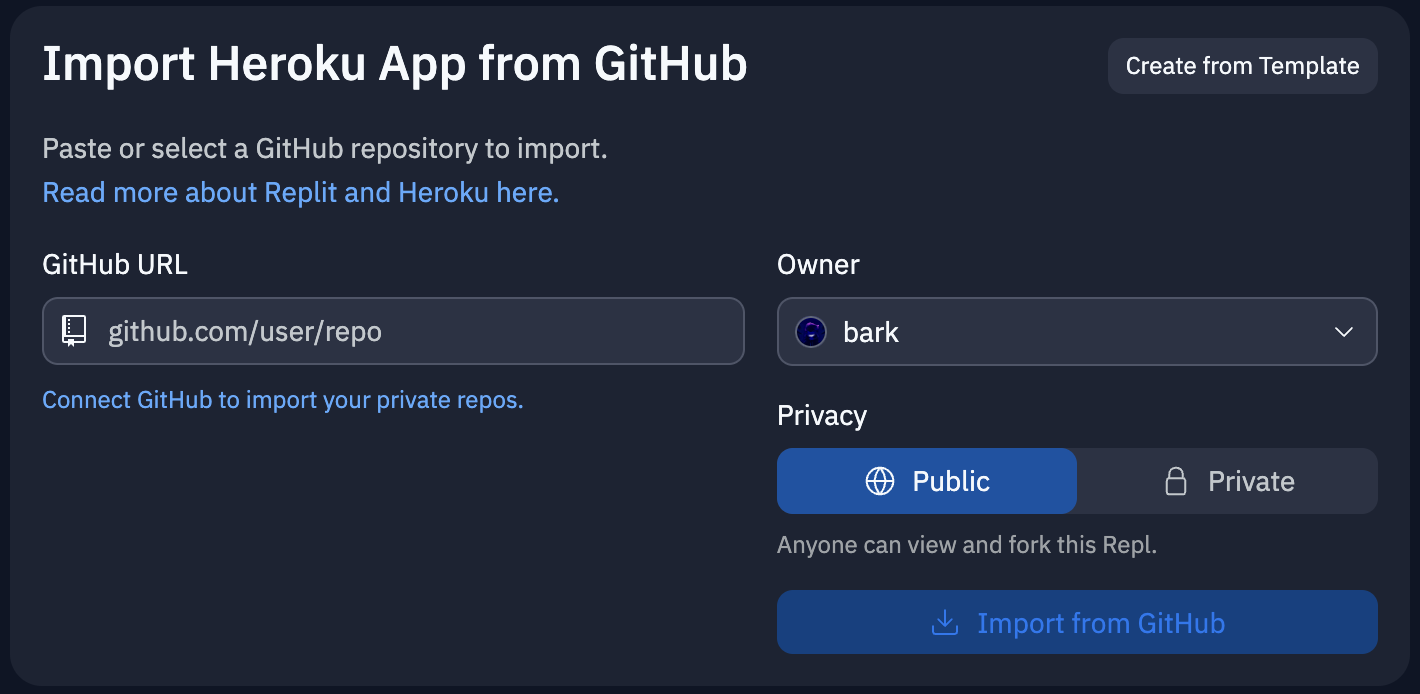 Import Heroku App from GitHub
Create from Template
Paste or select a GitHub repository to import.
Read more about Replit and Heroku here.
GitHub URL
github.com/user/repo
Connect GitHub to import your private repos.
Owner
bark
Privacy
Public
Private
Anyone can view and fork this Repl.
Import from GitHub